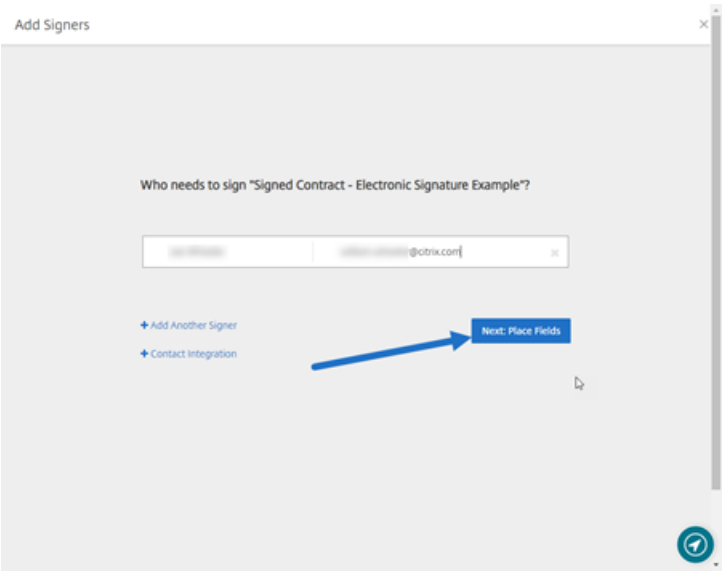 Add Signers
Who needs to sign "Signed Contract - Electronic Signature Example"?
@citrix.com
Add Another Signer
Next: Place Fields
Contact Integration